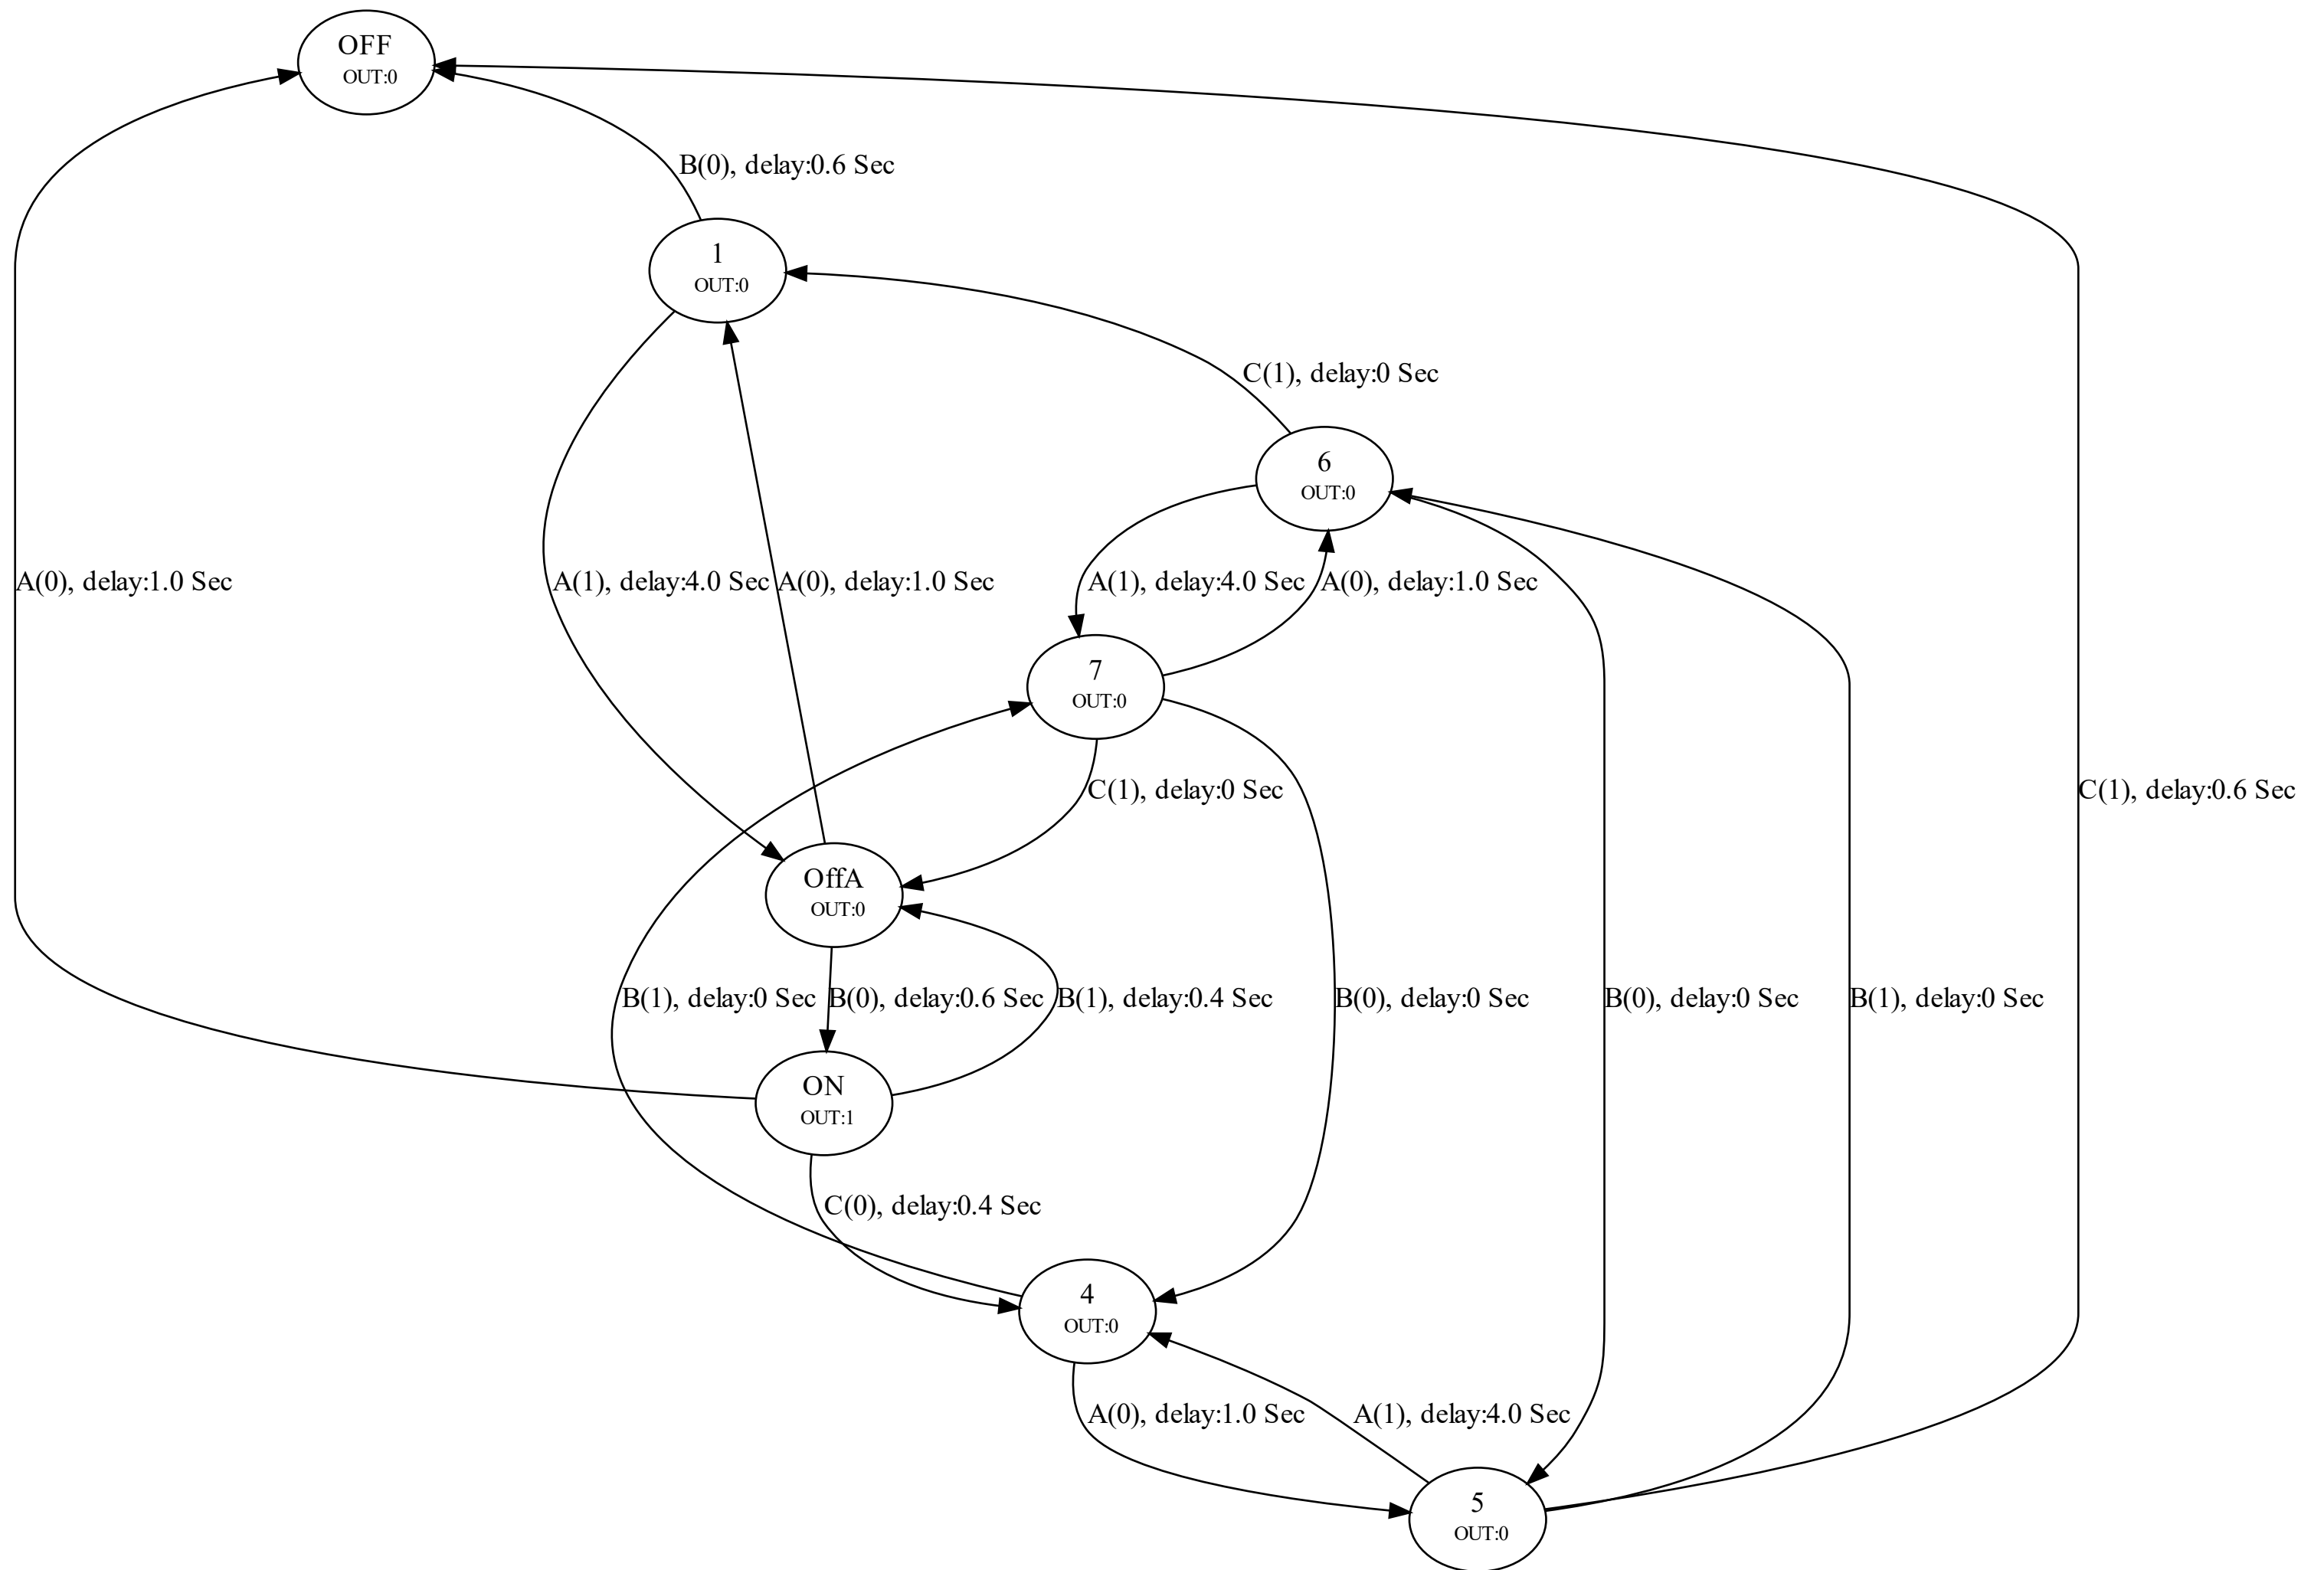 OFF
OUT:0
B(0), delay:0.6 Sec
1
OUT:0
C(1), delay:0 Sec
6
OUT:0
A(0), delay:1.0 Sec
A(1), delay:4.0 Sec
A(0), delay:1.0 Sec
A(1), delay:4.0 Sec
A(0), delay:1.0 Sec
7
OUT:0
C(1), delay:0 Sec
C(1), delay:0.6 Sec
OffA
OUT:0
B(1), delay:0 Sec
B(0), delay:0.6 Sec
B(1), delay:0.4 Sec
B(0), delay:0 Sec
B(0), delay:0 Sec
B(1), delay:0 Sec
ON
OUT:1
C(0), delay:0.4 Sec
4
OUT:0
A(0), delay:1.0 Sec
A(1), delay:4.0 Sec
5
OUT:0